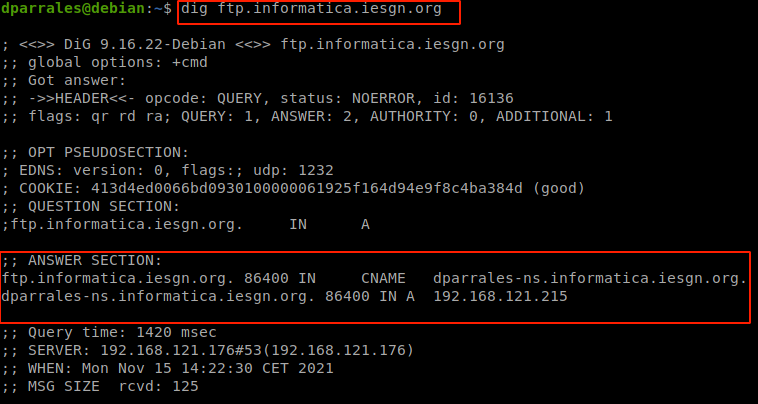 dparrales@debian:~$ dig ftp.informatica.iesgn.org
; <<>> DiG 9.16.22-Debian <<>> ftp.informatica.iesgn.org
;; global options: +cmd
;; Got answer:
;; ->>HEADER<<- opcode: QUERY, status: NOERROR, id: 16136
;; flags: qr rd ra; QUERY: 1, ANSWER: 2, AUTHORITY: 0, ADDITIONAL: 1
;; OPT PSEUDOSECTION:
; EDNS: version: 0, flags:; udp: 1232
; COOKIE: 413d4ed0066bd0930100000061925f164d94e9f8c4ba384d (good)
;; QUESTION SECTION:
;ftp.informatica.iesgn.org. IN A
;; ANSWER SECTION:
ftp.informatica.iesgn.org. 86400 IN CNAME dparrales-ns.informatica.iesgn.org.
dparrales-ns.informatica.iesgn.org. 86400 IN A 192.168.121.215
;; Query time: 1420 msec
;; SERVER: 192.168.121.176#53(192.168.121.176)
;; WHEN: Mon Nov 15 14:22:30 CET 2021
;; MSG SIZE rcvd: 125